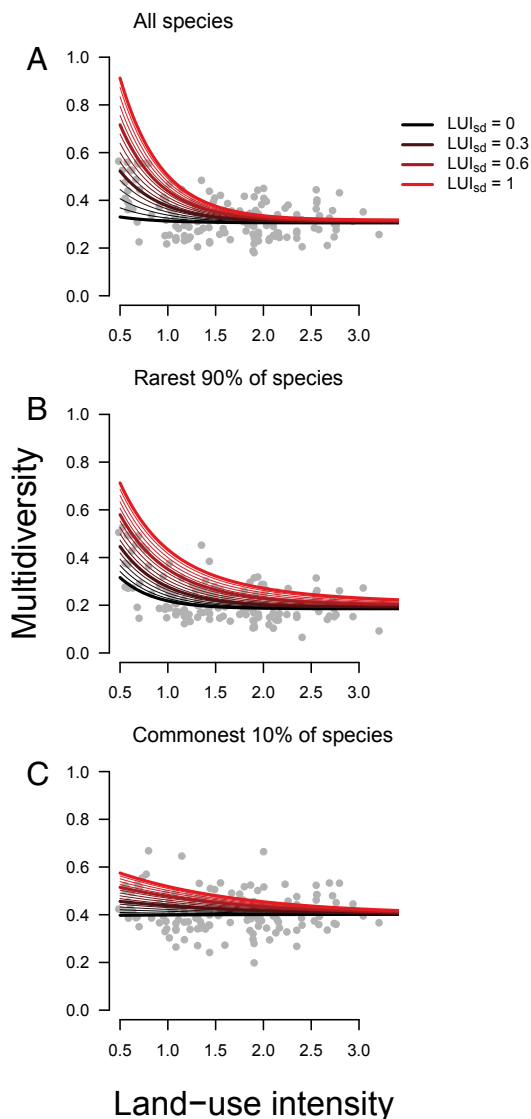 All species
A
1.0
0.8
0.6
0.4
0.2
0.0
0.5 1.0 1.5 2.0 2.5 3.0
LUIsd = 0
LUIsd = 0.3
LUIsd = 0.6
LUIsd = 1
Rarest 90% of species
B
1.0
0.8
0.6
0.4
0.2
0.0
0.5 1.0 1.5 2.0 2.5 3.0
Multidiversity
Commonest 10% of species
C
1.0
0.8
0.6
0.4
0.2
0.0
0.5 1.0 1.5 2.0 2.5 3.0
Land−use intensity